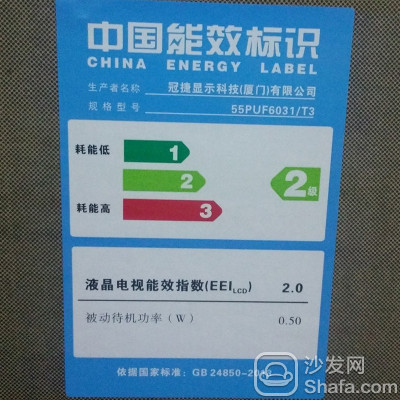 中国能效标识
CHINA ENERGY LABEL
生产者名称 冠捷显示科技(厦门)有限公司
规格型号 55PUF6031/T3
耗能低 1
2 2级
耗能高 3
液晶电视能效指数(EEILCD) 2.0
被动待机功率(W) 0.50
依据国家标准: GB 24850-
沙发网
Shafa.com